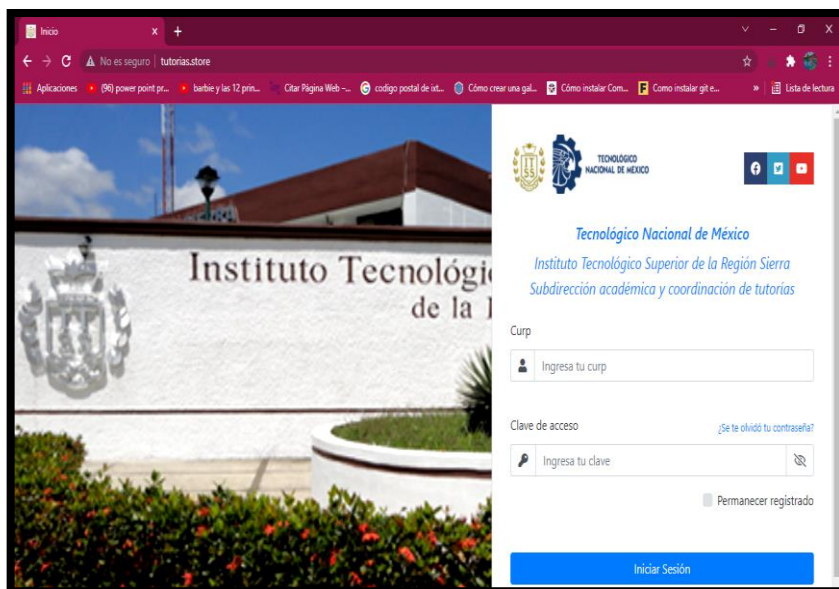 Inicio
No es seguro | tutorias.store
Aplicaciones (96) power point pr... barbie y las 12 prin... Citar Página Web –... codigo postal de ixt... Cómo crear una gal... Cómo instalar Com... Como instalar git e... » Lista de lectura
TECNOLÓGICO
NACIONAL DE MÉXICO
Tecnológico Nacional de México
Instituto Tecnológico Superior de la Región Sierra
Subdirección académica y coordinación de tutorías
Instituto Tecnológi
de la
Curp
Ingresa tu curp
Clave de acceso ¿Se te olvidó tu contraseña?
Ingresa tu clave
Permanecer registrado
Iniciar Sesión